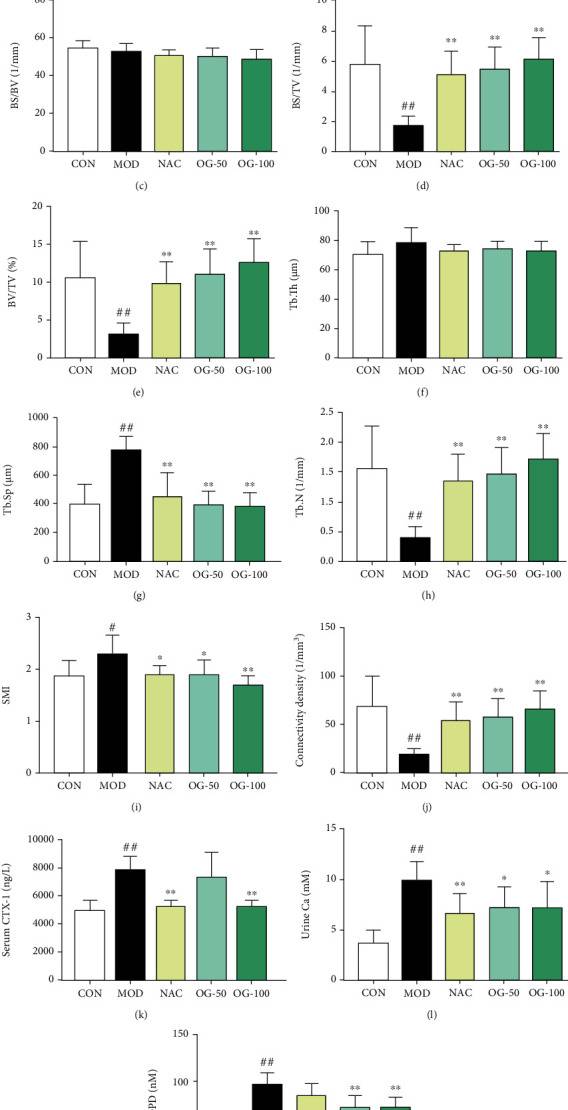 80
60
40
20
0
BS/BV (1/mm)
CON MOD NAC OG-50 OG-100
(c)
10
8
6
4
2
0
BS/TV (1/mm)
##
**
**
**
CON MOD NAC OG-50 OG-100
(d)
20
15
10
5
0
BV/TV (%)
##
**
**
**
CON MOD NAC OG-50 OG-100
(e)
100
80
60
40
20
0
Tb.Th (μm)
CON MOD NAC OG-50 OG-100
(f)
1000
800
600
400
200
0
Tb.Sp (μm)
##
**
**
**
CON MOD NAC OG-50 OG-100
(g)
2.5
2.0
1.5
1.5
0.5
0.0
Tb.N (1/mm)
##
**
**
**
CON MOD NAC OG-50 OG-100
(h)
3
2
1
0
SMI
#
*
*
**
CON MOD NAC OG-50 OG-100
(i)
150
100
50
0
Connectivity density (1/mm³)
##
**
**
**
CON MOD NAC OG-50 OG-100
(j)
10000
8000
6000
4000
2000
0
Serum CTX-1 (ng/L)
##
**
**
CON MOD NAC OG-50 OG-100
(k)
15
10
5
0
Urine Ca (mM)
##
**
*
*
CON MOD NAC OG-50 OG-100
(l)
150
100
PD (nM)
##
**
**